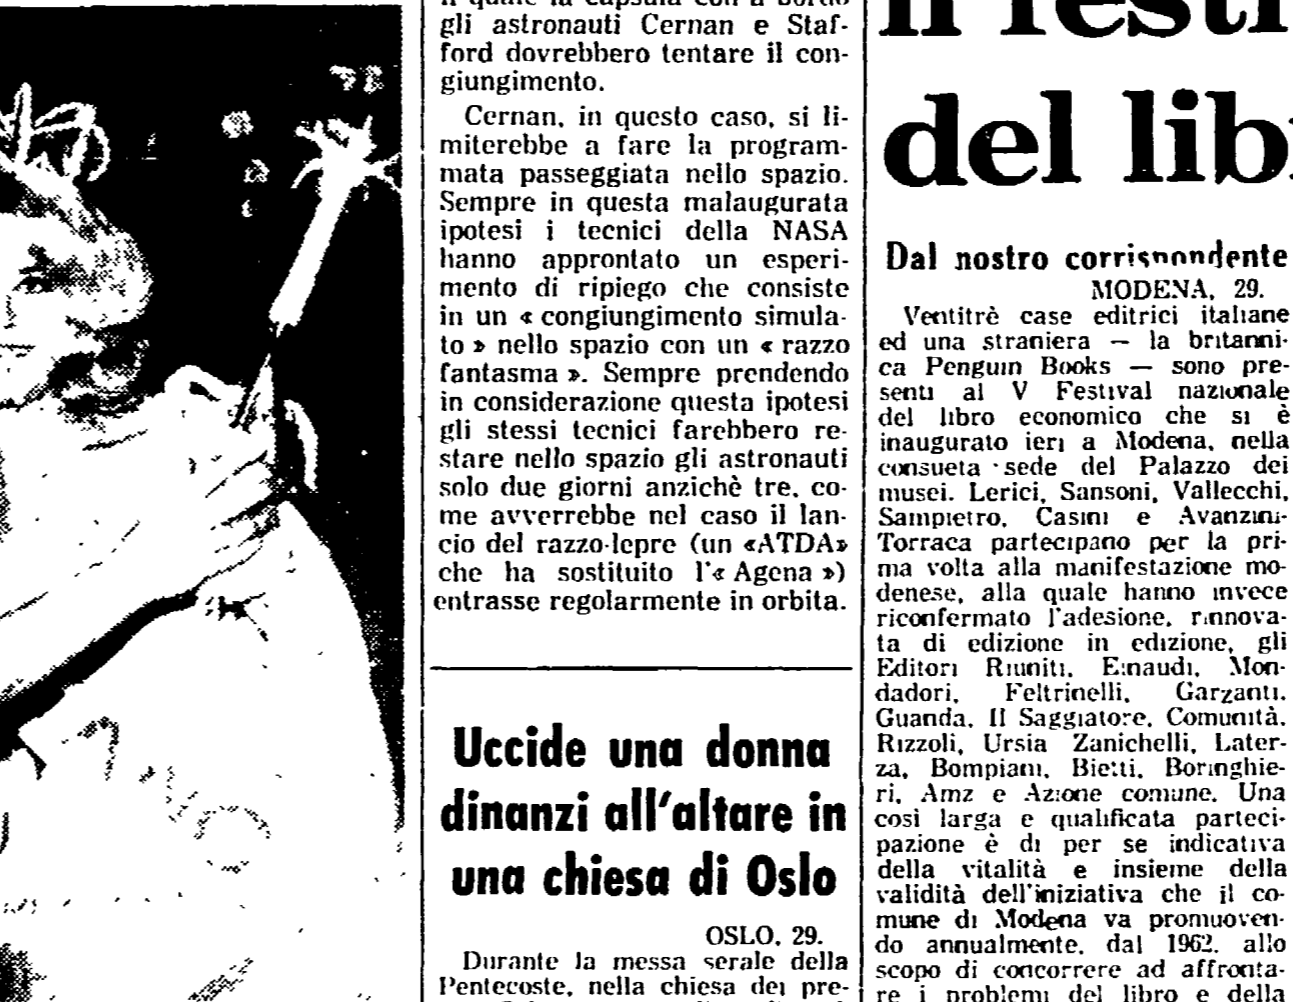 il quale la capsula con a bordo
gli astronauti Cernan e Staf-
ford dovrebbero tentare il con-
giungimento.
Cernan, in questo caso, si li-
miterebbe a fare la program-
mata passeggiata nello spazio.
Sempre in questa malaugurata
ipotesi i tecnici della NASA
hanno approntato un esperi-
mento di ripiego che consiste
in un « congiungimento simula-
to » nello spazio con un « razzo
fantasma ». Sempre prendendo
in considerazione questa ipotesi
gli stessi tecnici farebbero re-
stare nello spazio gli astronauti
solo due giorni anzichè tre, co-
me avverrebbe nel caso il lan-
cio del razzo-lepre (un «ATDA»
che ha sostituito l'« Agena »)
entrasse regolarmente in orbita.
Uccide una donna
dinanzi all'altare in
una chiesa di Oslo
OSLO, 29.
Durante la messa serale della
Pentecoste, nella chiesa dei pre-
del lib
Dal nostro corrispondente
MODENA, 29.
Ventitrè case editrici italiane
ed una straniera — la britanni-
ca Penguin Books — sono pre-
senti al V Festival nazionale
del libro economico che si è
inaugurato ieri a Modena, nella
consueta sede del Palazzo dei
musei. Lerici, Sansoni, Vallecchi,
Sampietro, Casini e Avanzini-
Torraca partecipano per la pri-
ma volta alla manifestazione mo-
denese, alla quale hanno invece
riconfermato l'adesione, rinnova-
ta di edizione in edizione, gli
Editori Riuniti, Einaudi, Mon-
dadori, Feltrinelli, Garzanti,
Guanda, Il Saggiatore, Comunità,
Rizzoli, Ursia Zanichelli, Later-
za, Bompiani, Bietti, Boringhie-
ri, Amz e Azione comune. Una
così larga e qualificata parteci-
pazione è di per se indicativa
della vitalità e insieme della
validità dell'iniziativa che il co-
mune di Modena va promuoven-
do annualmente, dal 1962, allo
scopo di concorrere ad affronta-
re i problemi del libro e della